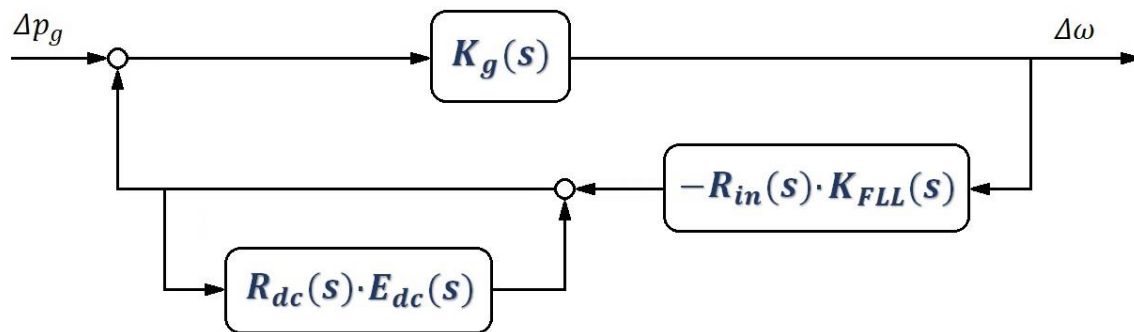 Δp_g
Δω
K_g(s)
−R_in(s)·K_FLL(s)
R_dc(s)·E_dc(s)